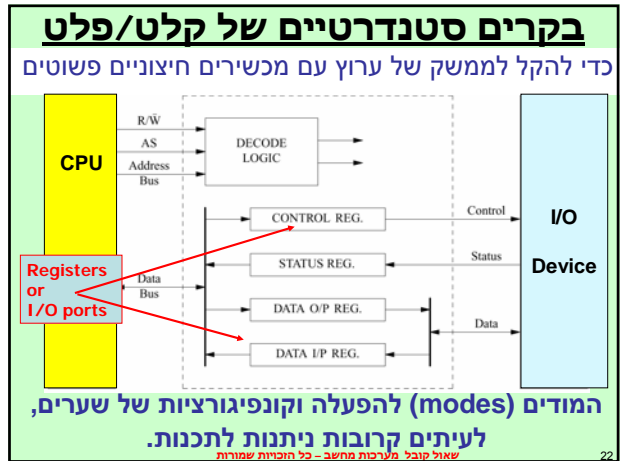 בקרים סטנדרטיים של קלט/פלט
כדי להקל לממשק של ערוץ עם מכשירים חיצוניים פשוטים
CPU
R/W̄
AS
Address
Bus
DECODE
LOGIC
CONTROL REG.
STATUS REG.
DATA O/P REG.
DATA I/P REG.
Data
Bus
Registers
or
I/O ports
Control
Status
Data
I/O
Device
המודים (modes) להפעלה וקונפיגורציות של שערים,
לעיתים קרובות ניתנות לתכנות.
שאול קובל מערכות מחשב – כל הזכויות שמורות
22